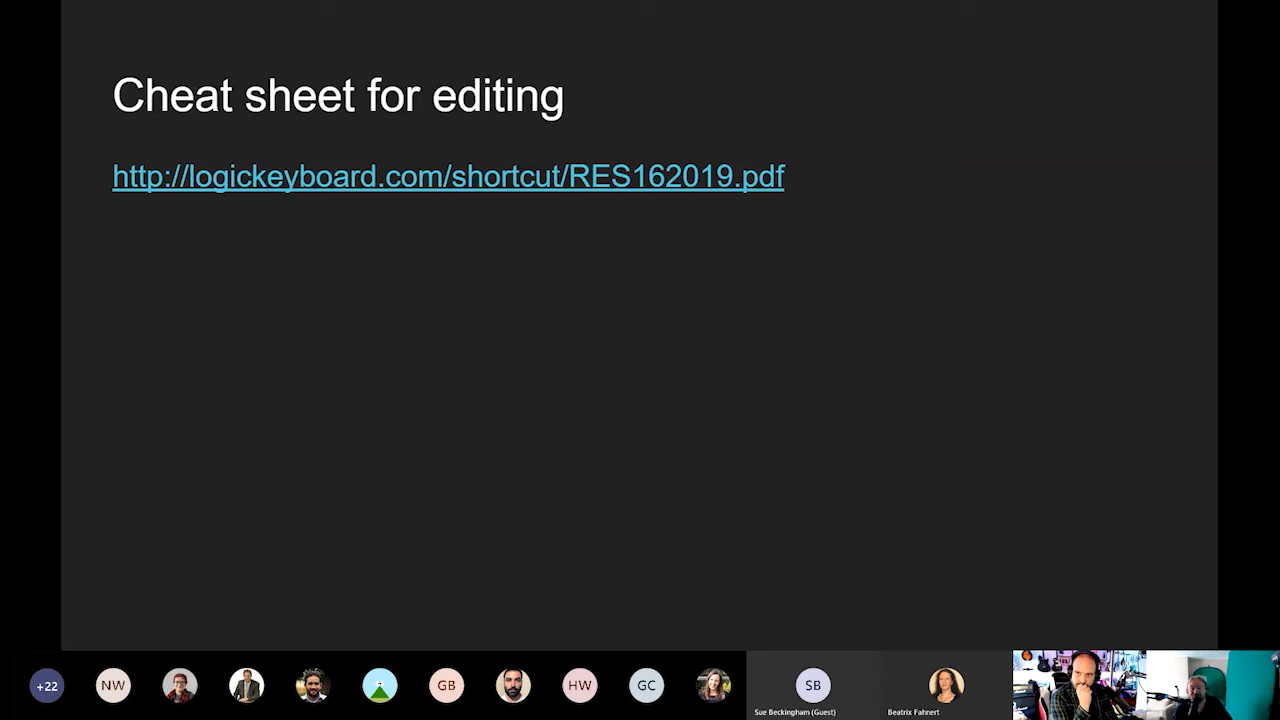 Cheat sheet for editing
http://logickeyboard.com/shortcut/RES162019.pdf
+22
NW
GB
HW
GC
SB
Sue Beckingham (Guest)
Beatrix Fahnert